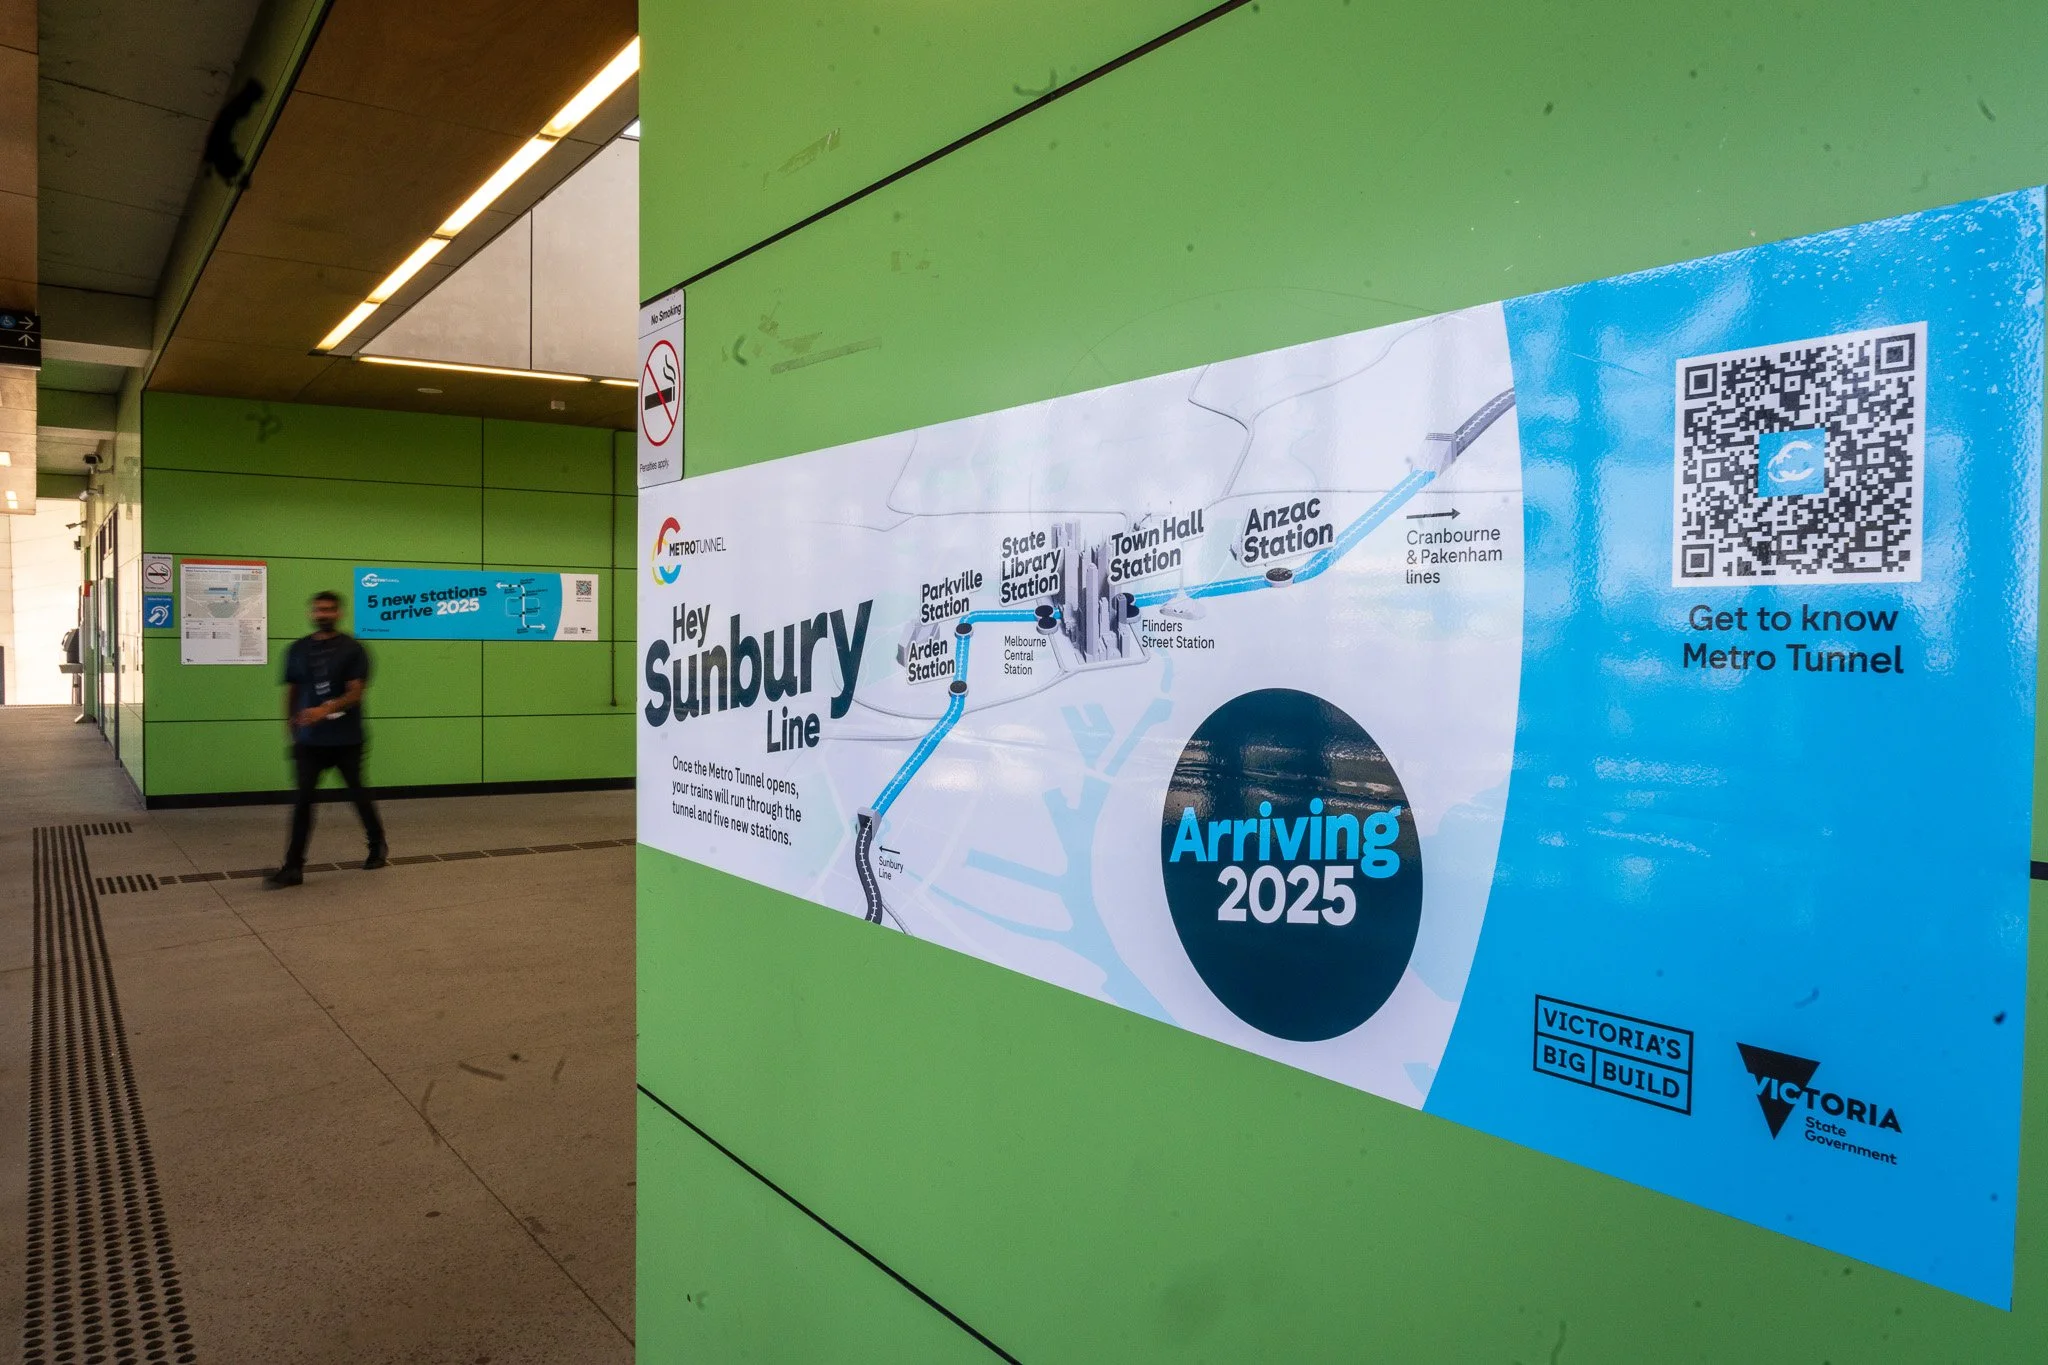 No Smoking
Penalties apply.
METROTUNNEL
5 new stations
arrive 2025
METROTUNNEL
Hey
Sunbury
Line
Once the Metro Tunnel opens,
your trains will run through the
tunnel and five new stations.
Arden
Station
Parkville
Station
State
Library
Station
Melbourne
Central
Station
Town Hall
Station
Flinders
Street Station
Anzac
Station
Cranbourne
& Pakenham
lines
Sunbury
Line
Arriving
2025
Get to know
Metro Tunnel
VICTORIA'S
BIG BUILD
VICTORIA
State
Government